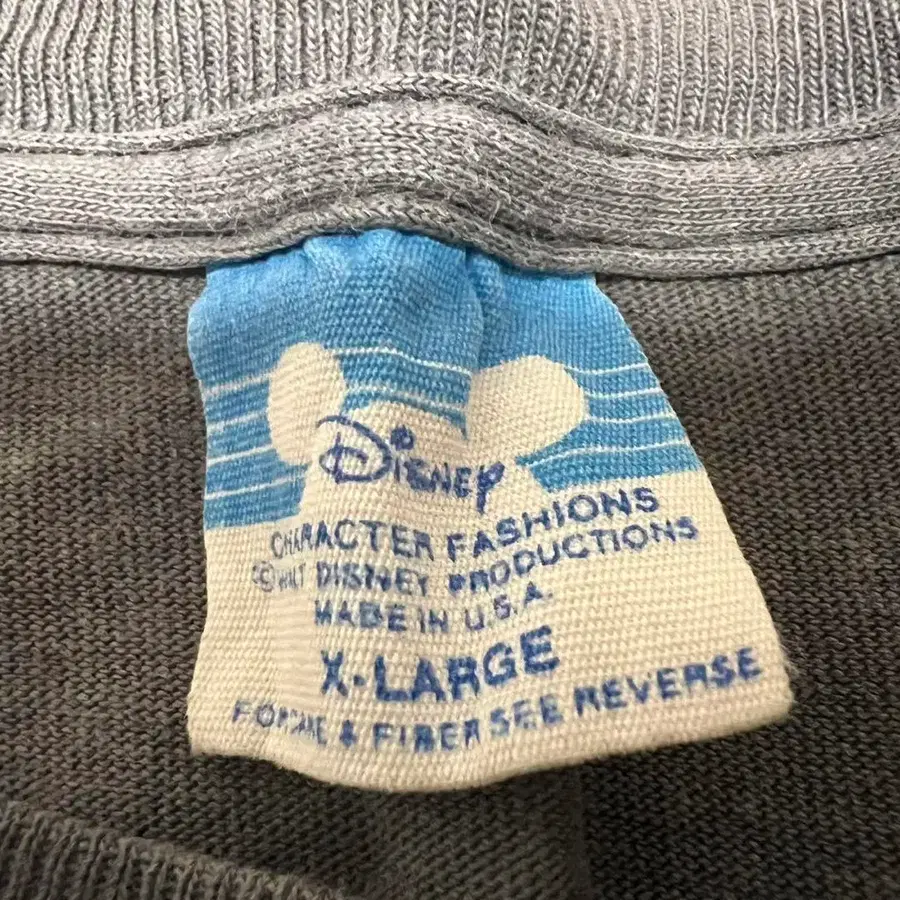 Disney
CHARACTER FASHIONS
© WALT DISNEY PRODUCTIONS
MADE IN U.S.A.
X-LARGE
FOR CARE & FIBER SEE REVERSE